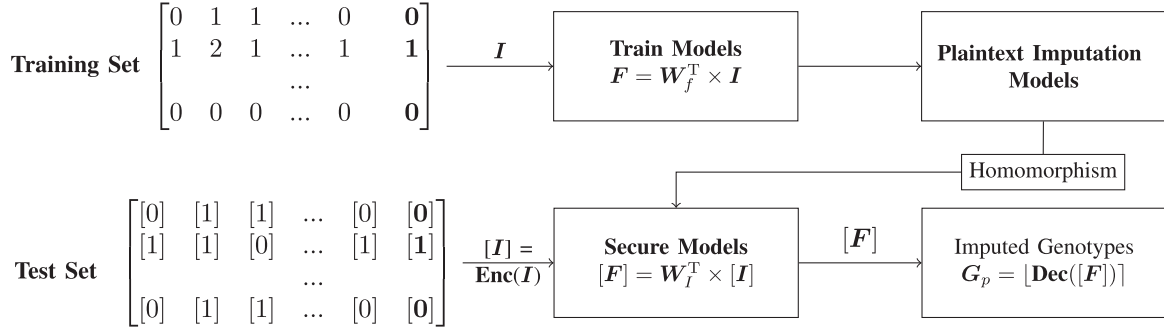 Training Set
0 1 1 ... 0 0
1 2 1 ... 1 1
...
0 0 0 ... 0 0
I
Train Models
F = W_f^T × I
Plaintext Imputation
Models
Homomorphism
Test Set
[0] [1] [1] ... [0] [0]
[1] [1] [0] ... [1] [1]
...
[0] [1] [1] ... [0] [0]
[I] =
Enc(I)
Secure Models
[F] = W_I^T × [I]
[F]
Imputed Genotypes
G_p = ⌊Dec([F])⌉